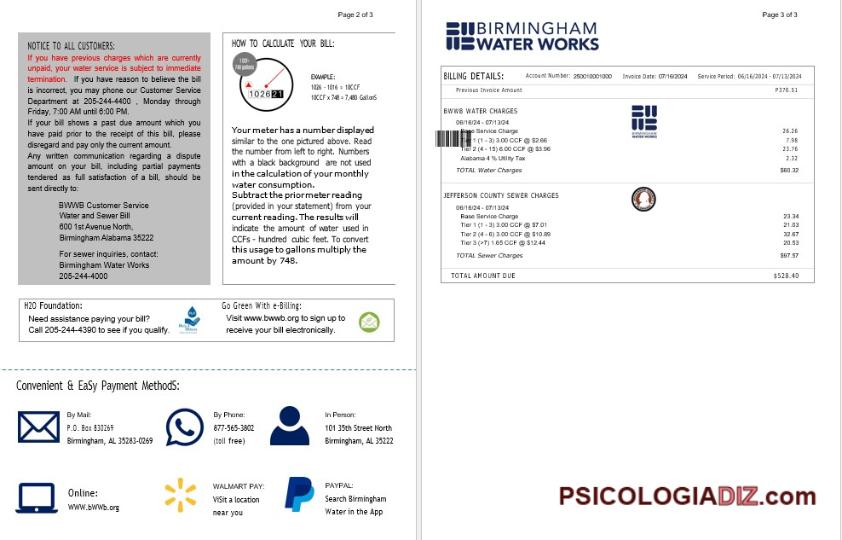 Page 2 of 3
NOTICE TO ALL CUSTOMERS:
If you have previous charges which are currently
unpaid, your water service is subject to immediate
termination. If you have reason to believe the bill
is incorrect, you may phone our Customer Service
Department at 205-244-4400 , Monday through
Friday, 7:00 AM until 6:00 PM.
If your bill shows a past due amount which you
have paid prior to the receipt of this bill, please
disregard and pay only the current amount.
Any written communication regarding a dispute
amount on your bill, including partial payments
tendered as full satisfaction of a bill, should be
sent directly to:
BWWB Customer Service
Water and Sewer Bill
600 1st Avenue North,
Birmingham Alabama 35222
For sewer inquiries, contact:
Birmingham Water Works
205-244-4000
HOW TO CALCULATE YOUR BILL:
102621
EXAMPLE:
1026 - 1016 = 10CCF
10CCF x 748 = 7,480 GallonS
Your meter has a number displayed
similar to the one pictured above. Read
the number from left to right. Numbers
with a black background are not used
in the calculation of your monthly
water consumption.
Subtract the prior meter reading
(provided in your statement) from your
current reading. The results will
indicate the amount of water used in
CCFs - hundred cubic feet. To convert
this usage to gallons multiply the
amount by 748.
H2O Foundation:
Need assistance paying your bill?
Call 205-244-4390 to see if you qualify.
Go Green With e-Billing:
Visit www.bwwb.org to sign up to
receive your bill electronically.
Convenient & EaSy Payment MethodS:
By Mail:
P.O. Box 830269
Birmingham, AL 35283-0269
By Phone:
877-565-3802
(toll free)
In Person:
101 35th Street North
Birmingham, AL 35222
Online:
www.bWWb.org
WALMART PAY:
ViSit a location
near you
PAYPAL:
Search Birmingham
Water in the App
Page 3 of 3
BIRMINGHAM
WATER WORKS
BILLING DETAILS: Account Number: 250010001000 Invoice Date: 07/16/2024 Service Period: 06/16/2024 - 07/13/2024
Previous Invoice Amount P370.51
BWWB WATER CHARGES
06/16/24 - 07/13/24
Base Service Charge 26.26
Tier 1 (1 - 3) 3.00 CCF @ $2.66 7.98
Tier 2 (4 - 15) 6.00 CCF @ $3.96 23.76
Alabama 4 % Utility Tax 2.32
TOTAL Water Charges $60.32
JEFFERSON COUNTY SEWER CHARGES
06/16/24 - 07/13/24
Base Service Charge 23.34
Tier 1 (1 - 3) 3.00 CCF @ $7.01 21.03
Tier 2 (4 - 6) 3.00 CCF @ $10.89 32.67
Tier 3 (>7) 1.65 CCF @ $12.44 20.53
TOTAL Sewer Charges $97.57
TOTAL AMOUNT DUE $528.40
PSICOLOGIADIZ.com